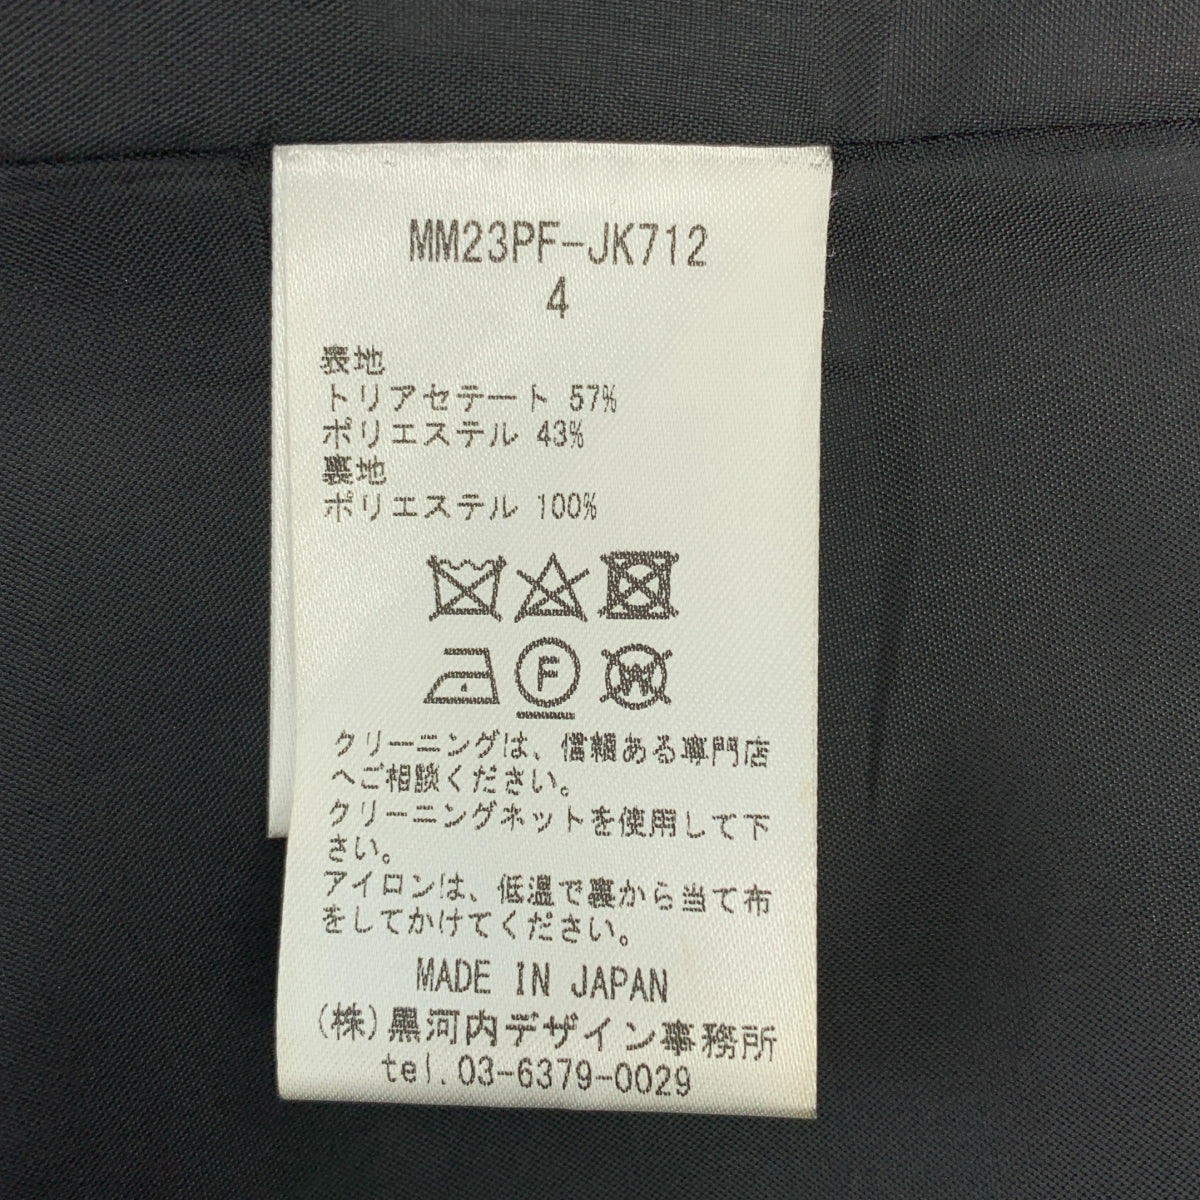 MM23PF-JK712
4
表地
トリアセテート 57%
ポリエステル 43%
裏地
ポリエステル 100%
F
W
クリーニングは、信頼ある専門店
へご相談ください。
クリーニングネットを使用して下
さい。
アイロンは、低温で裏から当て布
をしてかけてください。
MADE IN JAPAN
(株)黒河内デザイン事務所
tel.03-6379-0029